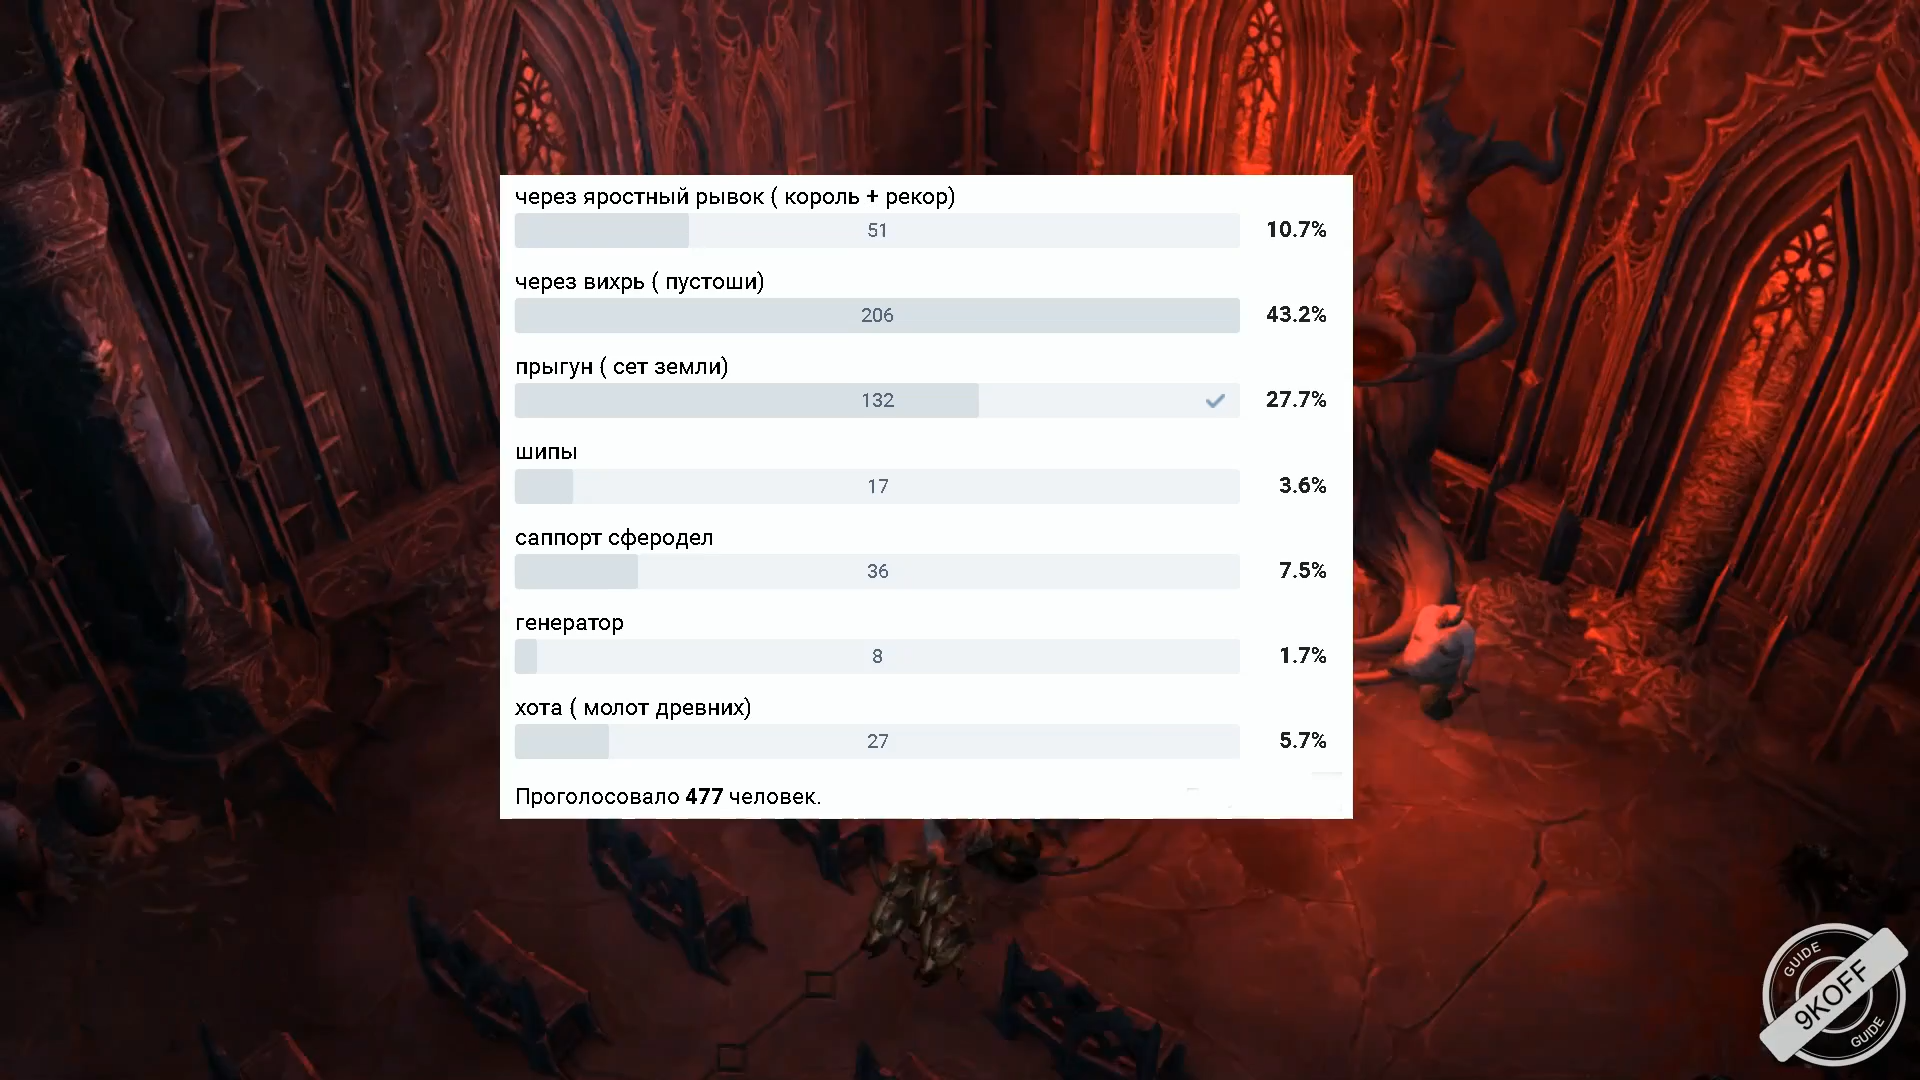 через яростный рывок ( король + рекор)
51
10.7%
через вихрь ( пустоши)
206
43.2%
прыгун ( сет земли)
132
27.7%
шипы
17
3.6%
саппорт сферодел
36
7.5%
генератор
8
1.7%
хота ( молот древних)
27
5.7%
Проголосовало 477 человек.
GUIDE
9KOFF
GUIDE